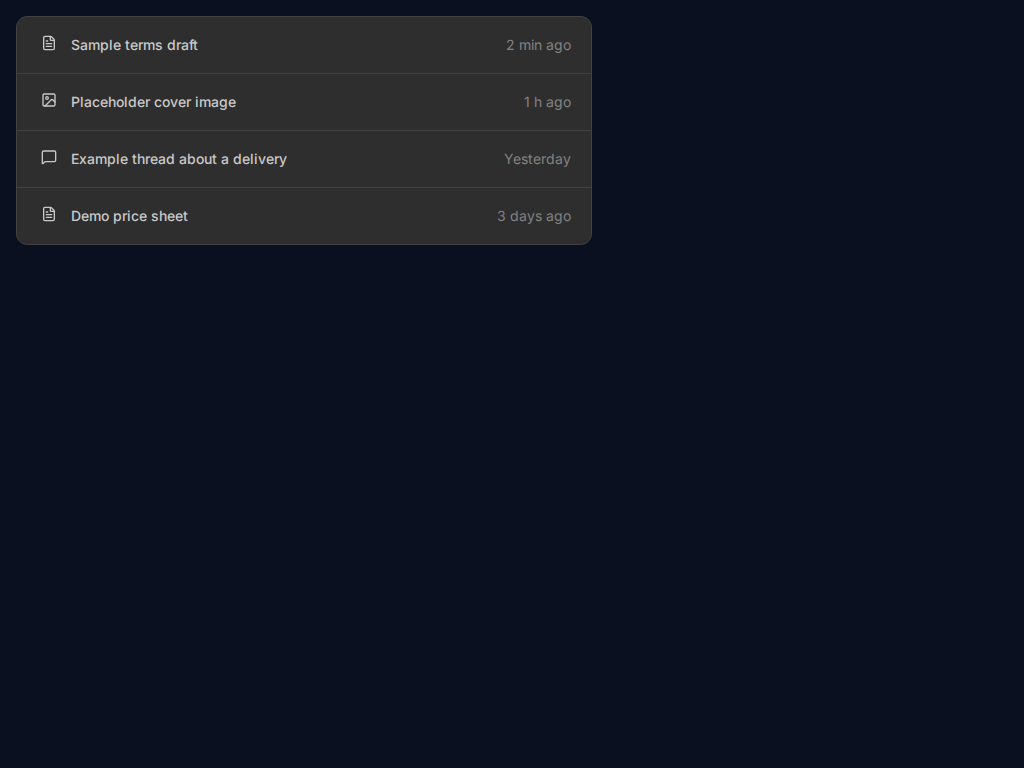 Sample terms draft 2 min ago
Placeholder cover image 1 h ago
Example thread about a delivery Yesterday
Demo price sheet 3 days ago